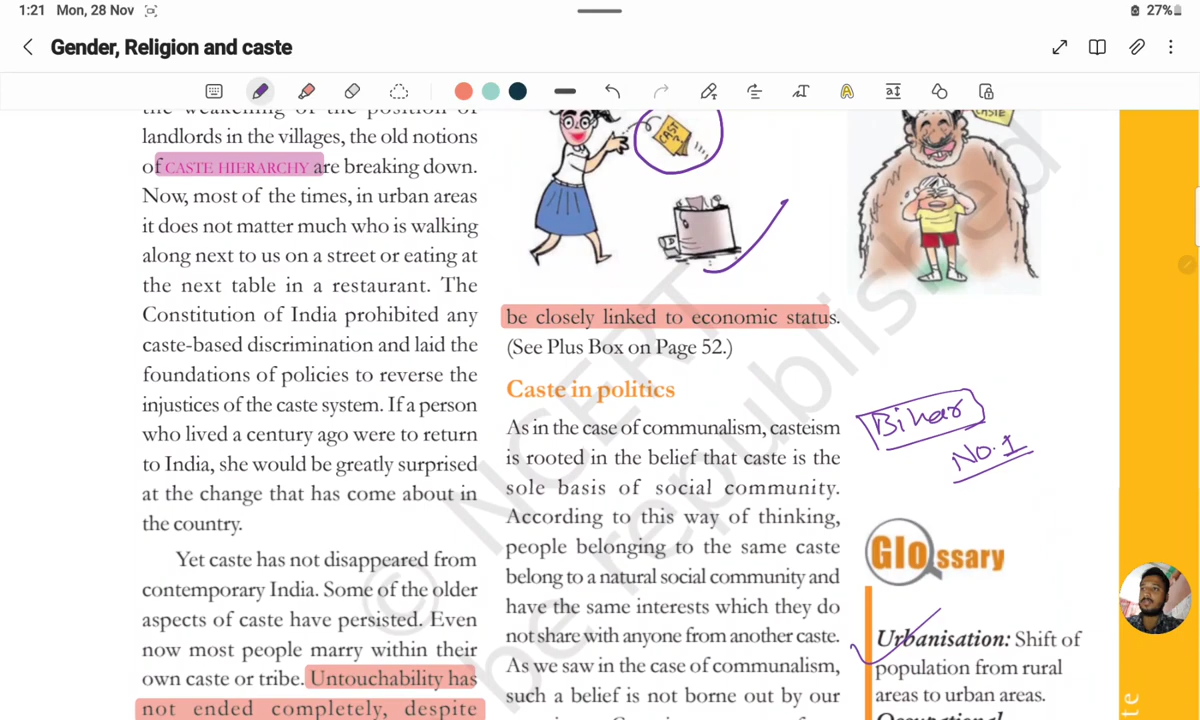 1:21 Mon, 28 Nov
27%
Gender, Religion and caste
the weakening of the position of
landlords in the villages, the old notions
of CASTE HIERARCHY are breaking down.
Now, most of the times, in urban areas
it does not matter much who is walking
along next to us on a street or eating at
the next table in a restaurant. The
Constitution of India prohibited any
caste-based discrimination and laid the
foundations of policies to reverse the
injustices of the caste system. If a person
who lived a century ago were to return
to India, she would be greatly surprised
at the change that has come about in
the country.
Yet caste has not disappeared from
contemporary India. Some of the older
aspects of caste have persisted. Even
now most people marry within their
own caste or tribe. Untouchability has
not ended completely, despite
CASTE
CASTE
be closely linked to economic status.
(See Plus Box on Page 52.)
Caste in politics
As in the case of communalism, casteism
is rooted in the belief that caste is the
sole basis of social community.
According to this way of thinking,
people belonging to the same caste
belong to a natural social community and
have the same interests which they do
not share with anyone from another caste.
As we saw in the case of communalism,
such a belief is not borne out by our
Bihar
No. 1
Glossary
Urbanisation: Shift of
population from rural
areas to urban areas.
Occupational
© NCERT
be republished
te